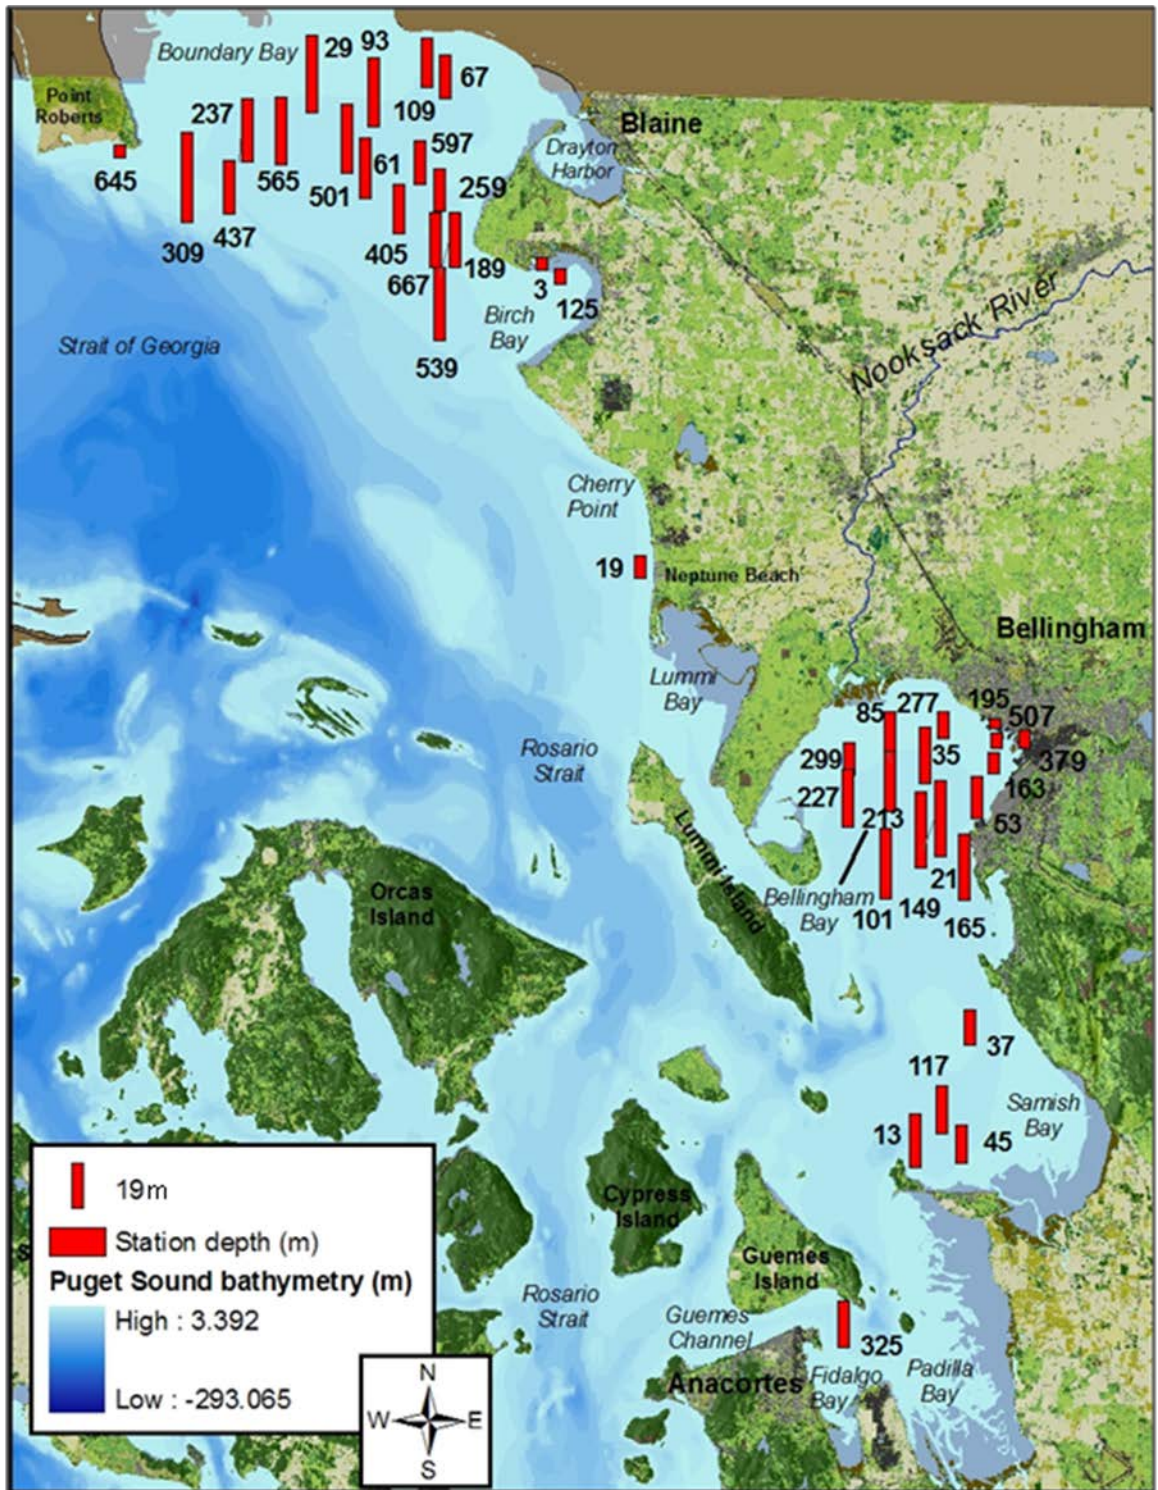 Boundary Bay
29
93
67
Point
Roberts
237
109
Blaine
597
Drayton
Harbor
61
645
565
501
259
437
309
405
189
667
3
125
Birch
Bay
Nooksack River
Strait of Georgia
539
Cherry
Point
19
Neptune Beach
Bellingham
Lummi
Bay
85
277
195
507
Rosario
Strait
299
35
379
227
163
213
53
Lummi Island
Orcas
Island
21
Bellingham
Bay
101
149
165
37
117
Samish
Bay
13
45
Cypress
Island
Guemes
Island
Rosario
Strait
Guemes
Channel
325
Anacortes
Fidalgo
Bay
Padilla
Bay
19m
Station depth (m)
Puget Sound bathymetry (m)
High : 3.392
Low : -293.065
N
W
E
S